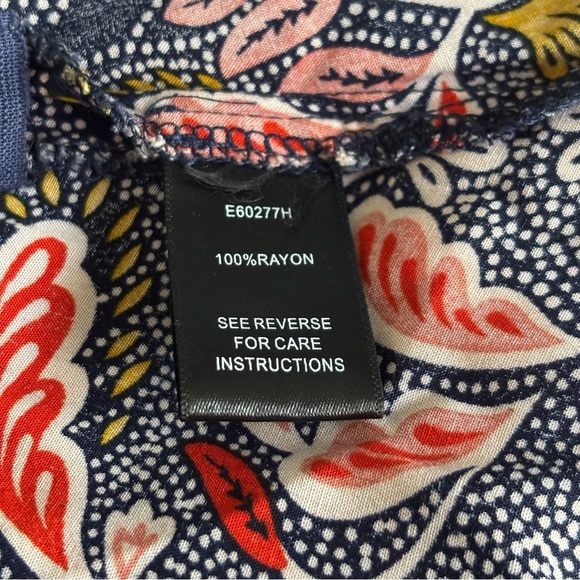 E60277H
100%RAYON
SEE REVERSE
FOR CARE
INSTRUCTIONS